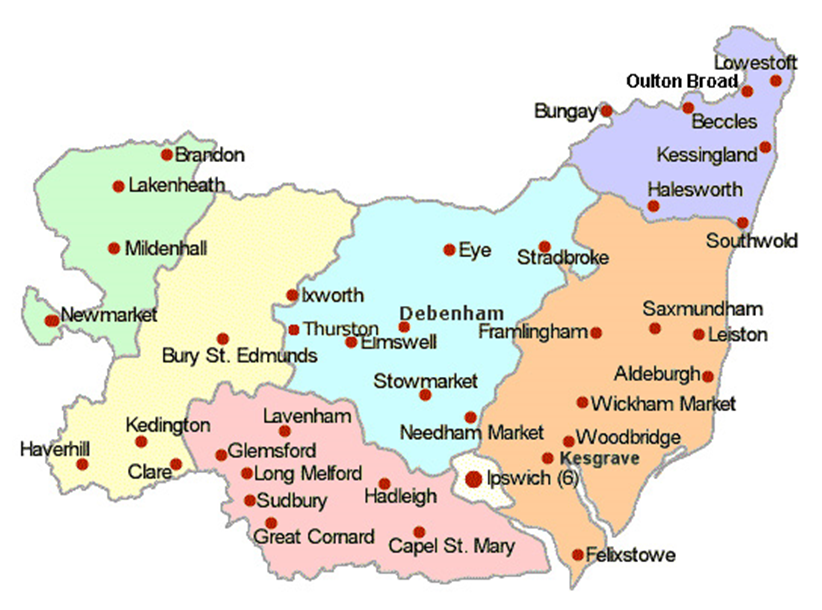 Lowestoft
Oulton Broad
Bungay
Beccles
Kessingland
Brandon
Lakenheath
Halesworth
Southwold
Mildenhall
Eye
Stradbroke
Ixworth
Newmarket
Debenham
Saxmundham
Thurston
Framlingham
Leiston
Elmswell
Bury St. Edmunds
Aldeburgh
Stowmarket
Wickham Market
Lavenham
Kedington
Needham Market
Woodbridge
Haverhill
Glemsford
Kesgrave
Clare
Long Melford
Ipswich (6)
Hadleigh
Sudbury
Great Cornard
Capel St. Mary
Felixstowe